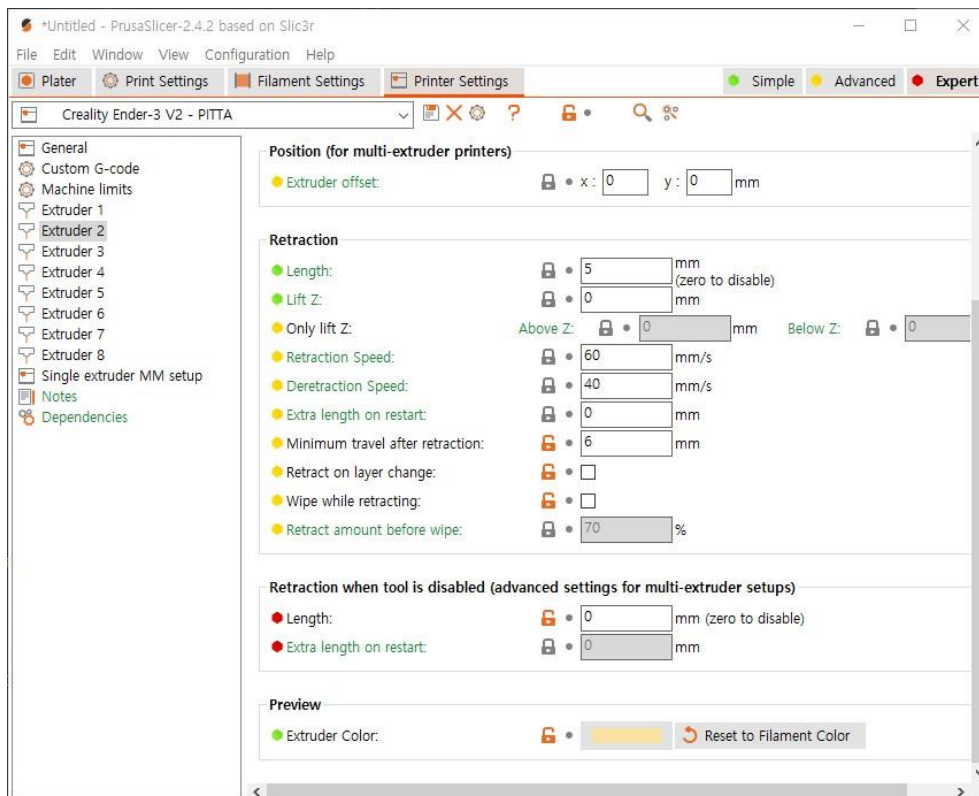 *Untitled - PrusaSlicer-2.4.2 based on Slic3r
File Edit Window View Configuration Help
Plater Print Settings Filament Settings Printer Settings Simple Advanced Expert
Creality Ender-3 V2 - PITTA ?
General
Custom G-code
Machine limits
Extruder 1
Extruder 2
Extruder 3
Extruder 4
Extruder 5
Extruder 6
Extruder 7
Extruder 8
Single extruder MM setup
Notes
Dependencies
Position (for multi-extruder printers)
Extruder offset: x : 0 y : 0 mm
Retraction
Length: 5 mm
(zero to disable)
Lift Z: 0 mm
Only lift Z: Above Z: 0 mm Below Z: 0
Retraction Speed: 60 mm/s
Deretraction Speed: 40 mm/s
Extra length on restart: 0 mm
Minimum travel after retraction: 6 mm
Retract on layer change:
Wipe while retracting:
Retract amount before wipe: 70 %
Retraction when tool is disabled (advanced settings for multi-extruder setups)
Length: 0 mm (zero to disable)
Extra length on restart: 0 mm
Preview
Extruder Color: Reset to Filament Color